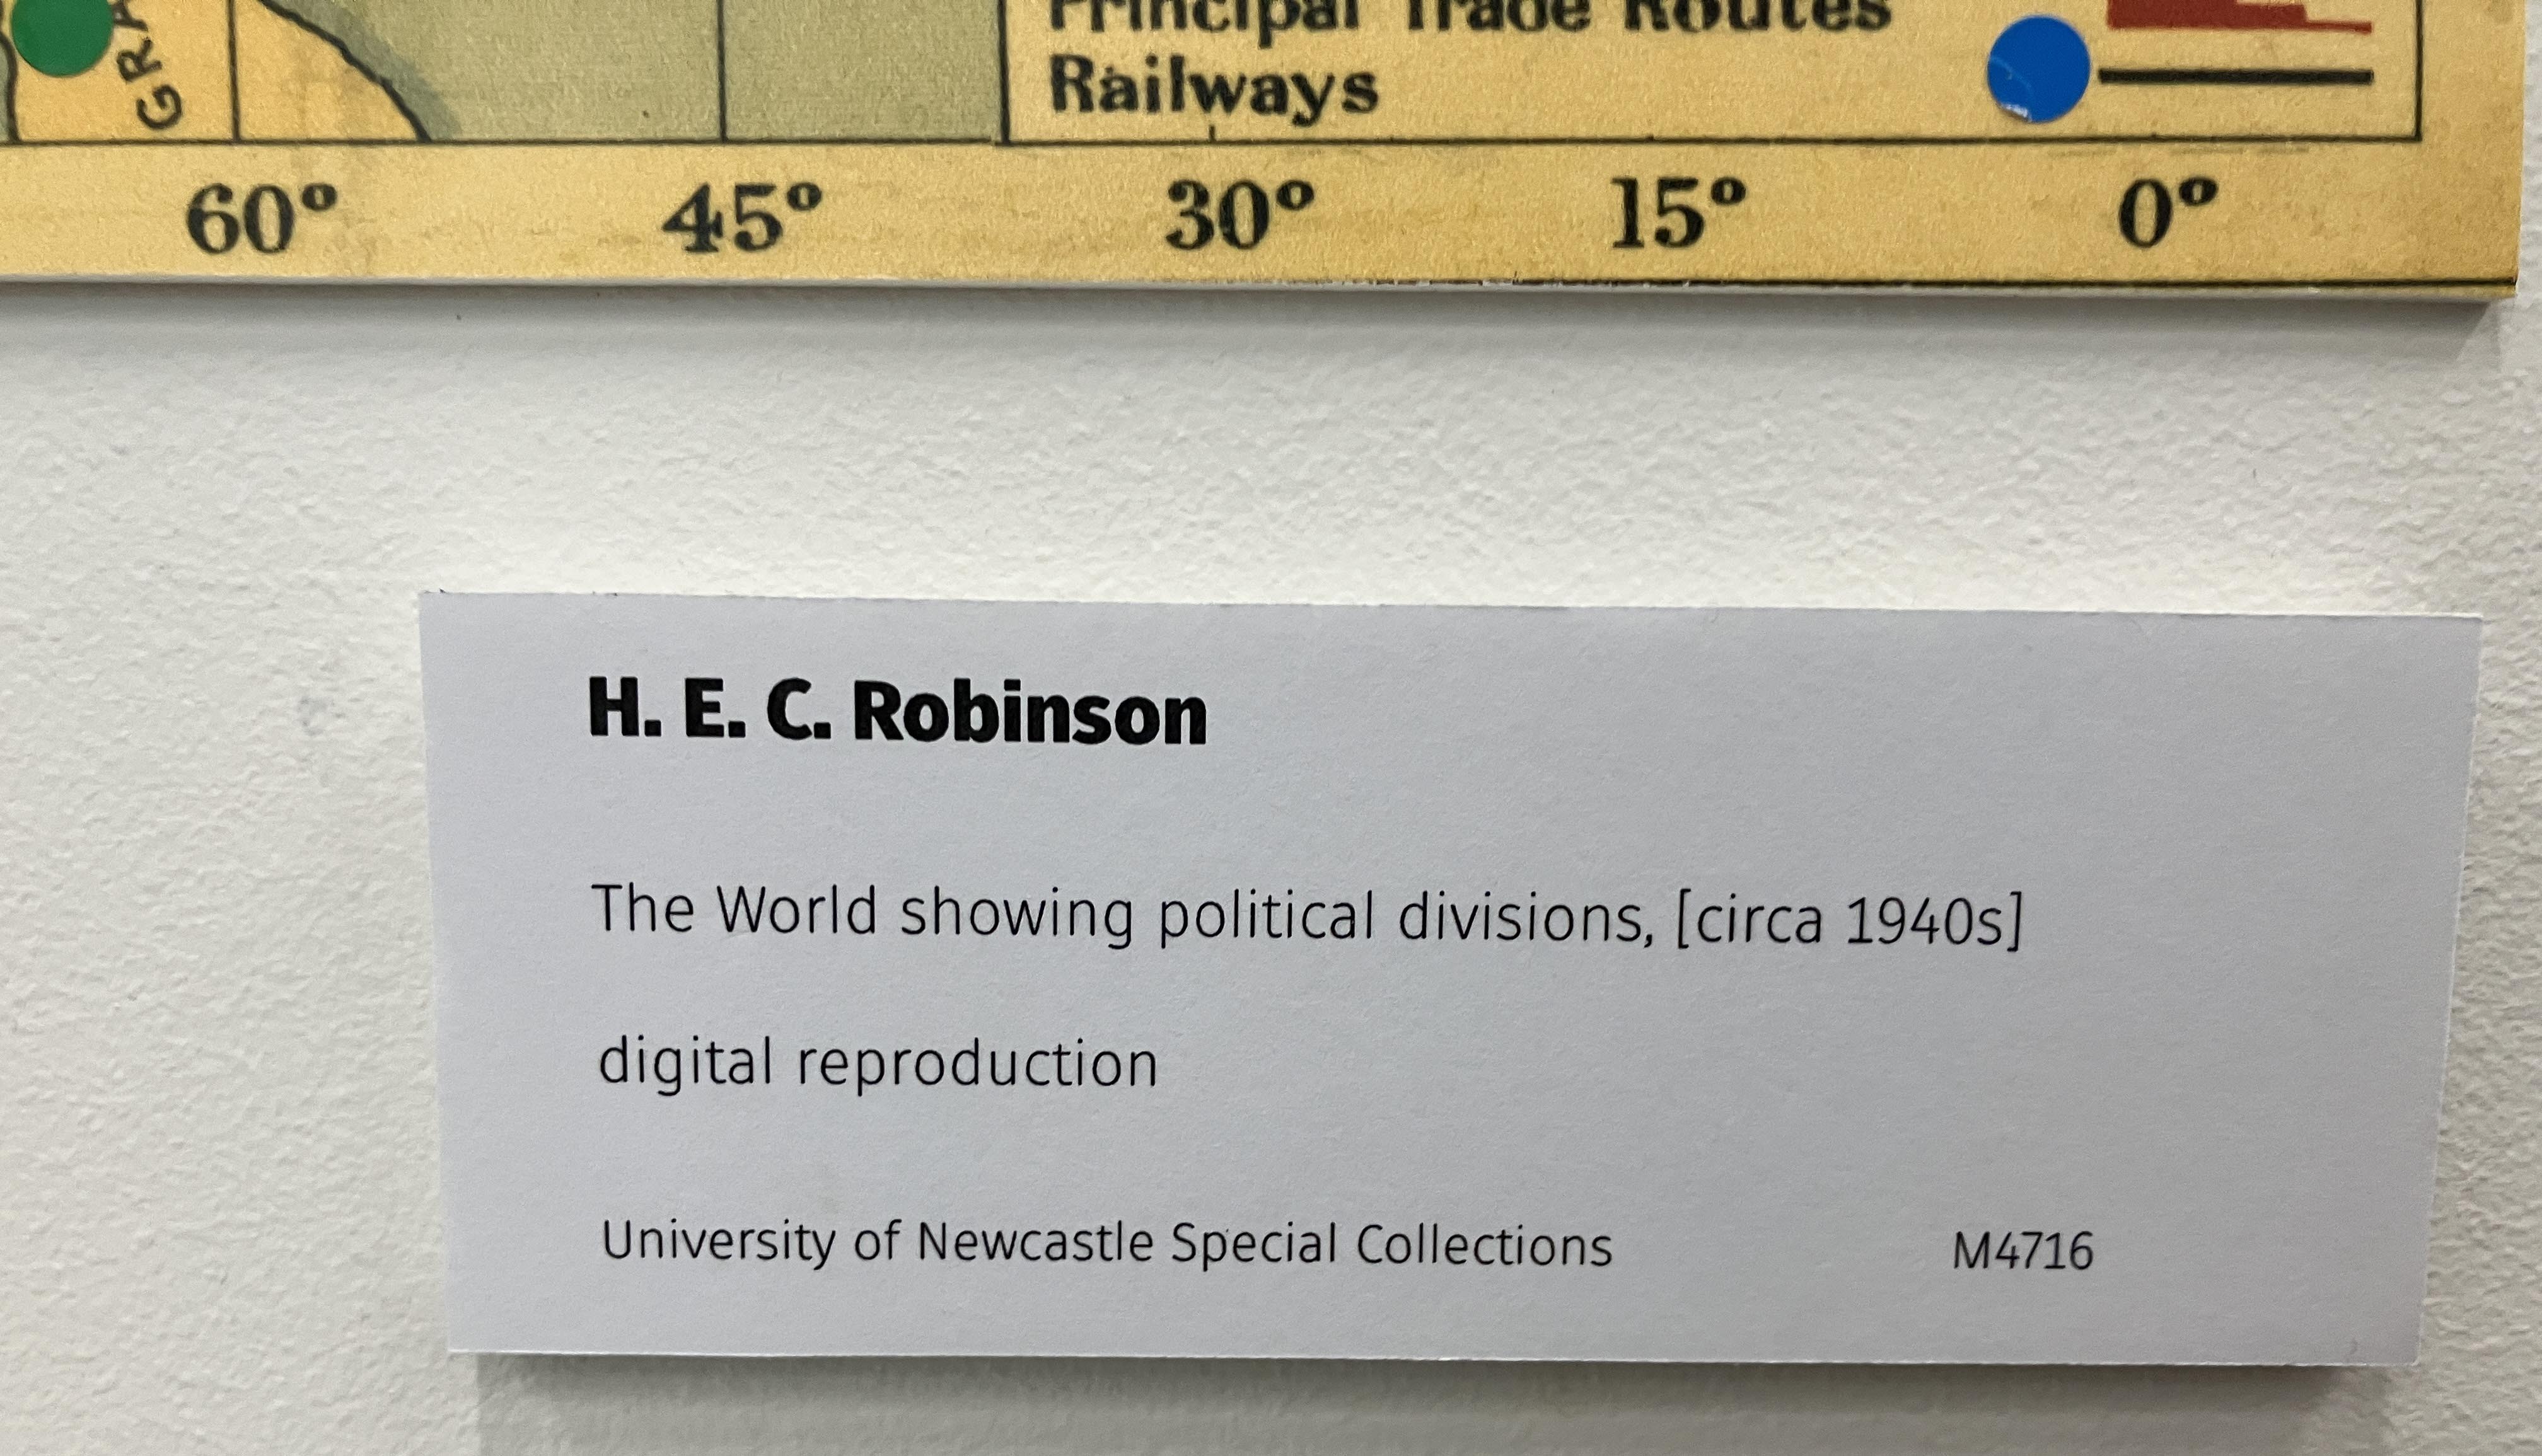 GRA
Principal Trade Routes
Railways
60° 45° 30° 15° 0°
H. E. C. Robinson
The World showing political divisions, [circa 1940s]
digital reproduction
University of Newcastle Special Collections M4716